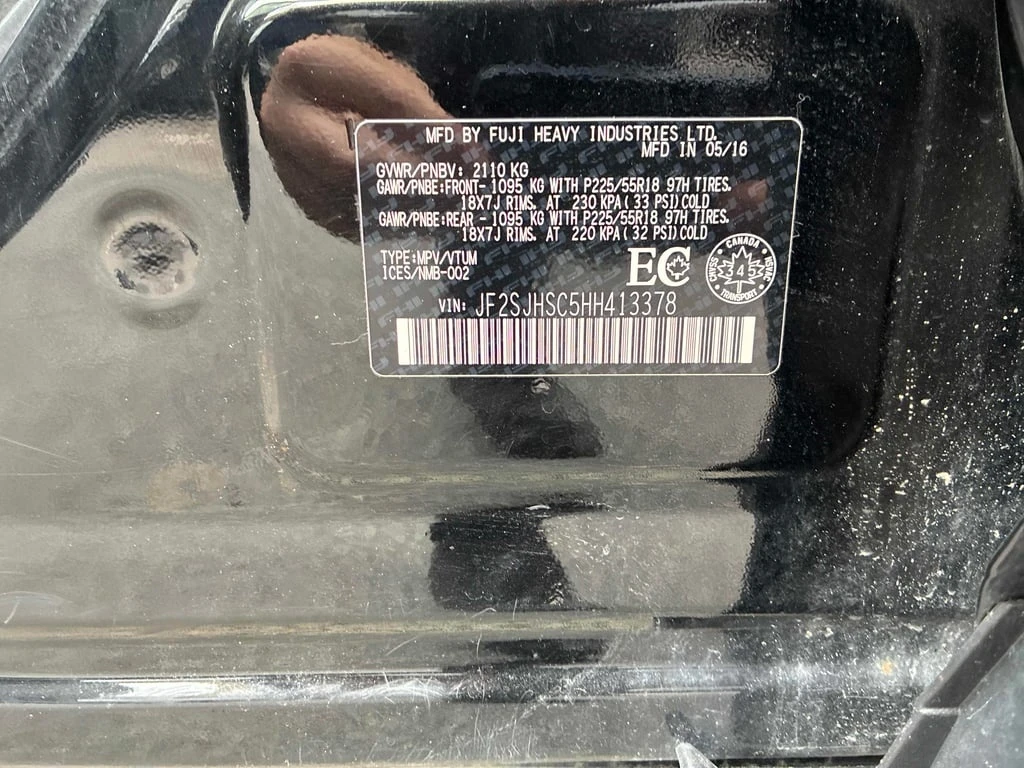 MFD BY FUJI HEAVY INDUSTRIES LTD.
MFD IN 05/16
GVWR/PNBV: 2110 KG
GAWR/PNBE:FRONT- 1095 KG WITH P225/55R18 97H TIRES.
18X7J RIMS. AT 230 KPA( 33 PSI)COLD
GAWR/PNBE:REAR - 1095 KG WITH P225/55R18 97H TIRES.
18X7J RIMS. AT 220 KPA( 32 PSI)COLD
TYPE:MPV/VTUM
ICES/NMB-002
EC
CANADA
CMVSS
NSVAC
145
TRANSPORT
VIN: JF2SJHSC5HH413378